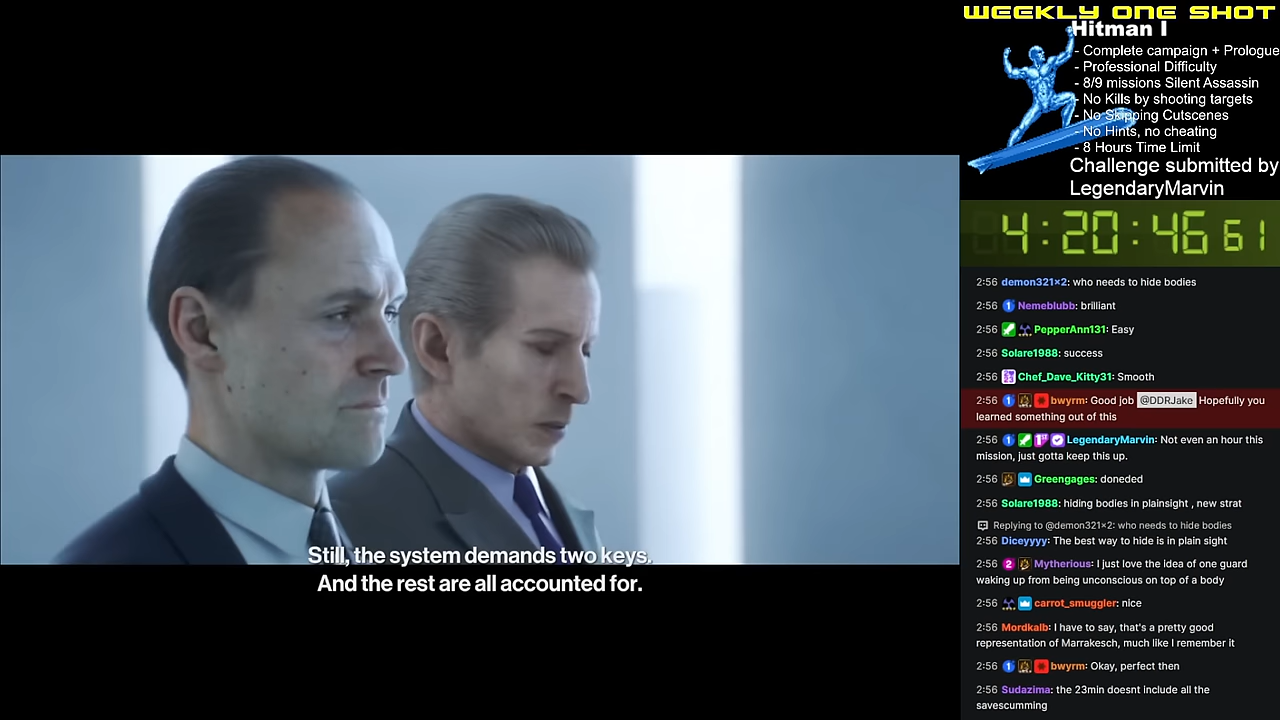 WEEKLY ONE SHOT
Hitman I
- Complete campaign + Prologue
- Professional Difficulty
- 8/9 missions Silent Assassin
- No Kills by shooting targets
- No Skipping Cutscenes
- No Hints, no cheating
- 8 Hours Time Limit
Challenge submitted by
LegendaryMarvin
4:20:46 61
2:56 demon321x2: who needs to hide bodies
2:56 Nemeblubb: brilliant
2:56 PepperAnn131: Easy
2:56 Solare1988: success
2:56 Chef_Dave_Kitty31: Smooth
2:56 bwyrm: Good job @DDRJake Hopefully you
learned something out of this
2:56 LegendaryMarvin: Not even an hour this
mission, just gotta keep this up.
2:56 Greengages: doneded
2:56 Solare1988: hiding bodies in plainsight , new strat
Replying to @demon321x2: who needs to hide bodies
2:56 Diceyyyy: The best way to hide is in plain sight
2:56 Mytherious: I just love the idea of one guard
waking up from being unconscious on top of a body
2:56 carrot_smuggler: nice
2:56 Mordkalb: I have to say, that's a pretty good
representation of Marrakesch, much like I remember it
2:56 bwyrm: Okay, perfect then
2:56 Sudazima: the 23min doesnt include all the
savescumming
Still, the system demands two keys.
And the rest are all accounted for.